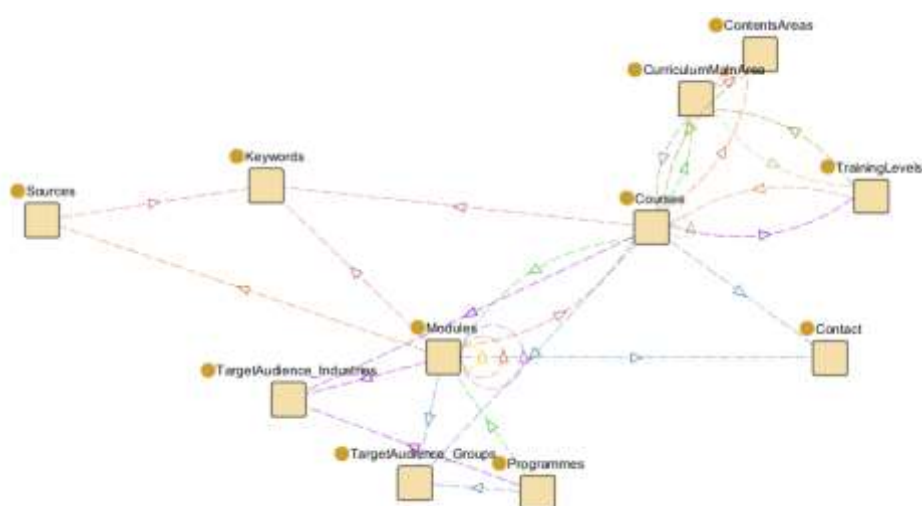 ContentsAreas
CurriculumMainArea
Keywords
TrainingLevels
Sources
Courses
Modules
Contact
TargetAudience_Industries
TargetAudience_Groups
Programmes